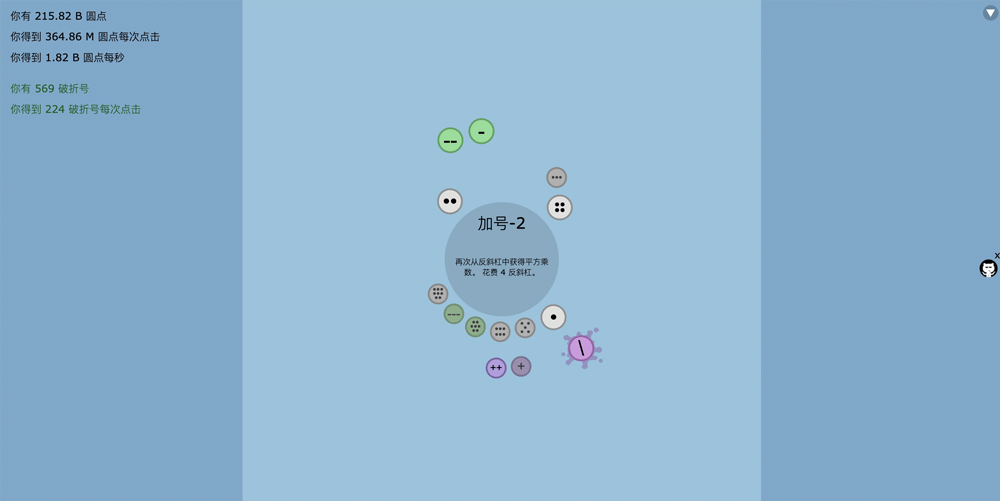 你有 215.82 B 圆点
你得到 364.86 M 圆点每次点击
你得到 1.82 B 圆点每秒
你有 569 破折号
你得到 224 破折号每次点击
--
-
加号-2
再次从反斜杠中获得平方乘
数。 花费 4 反斜杠。
---
\
++
+
x